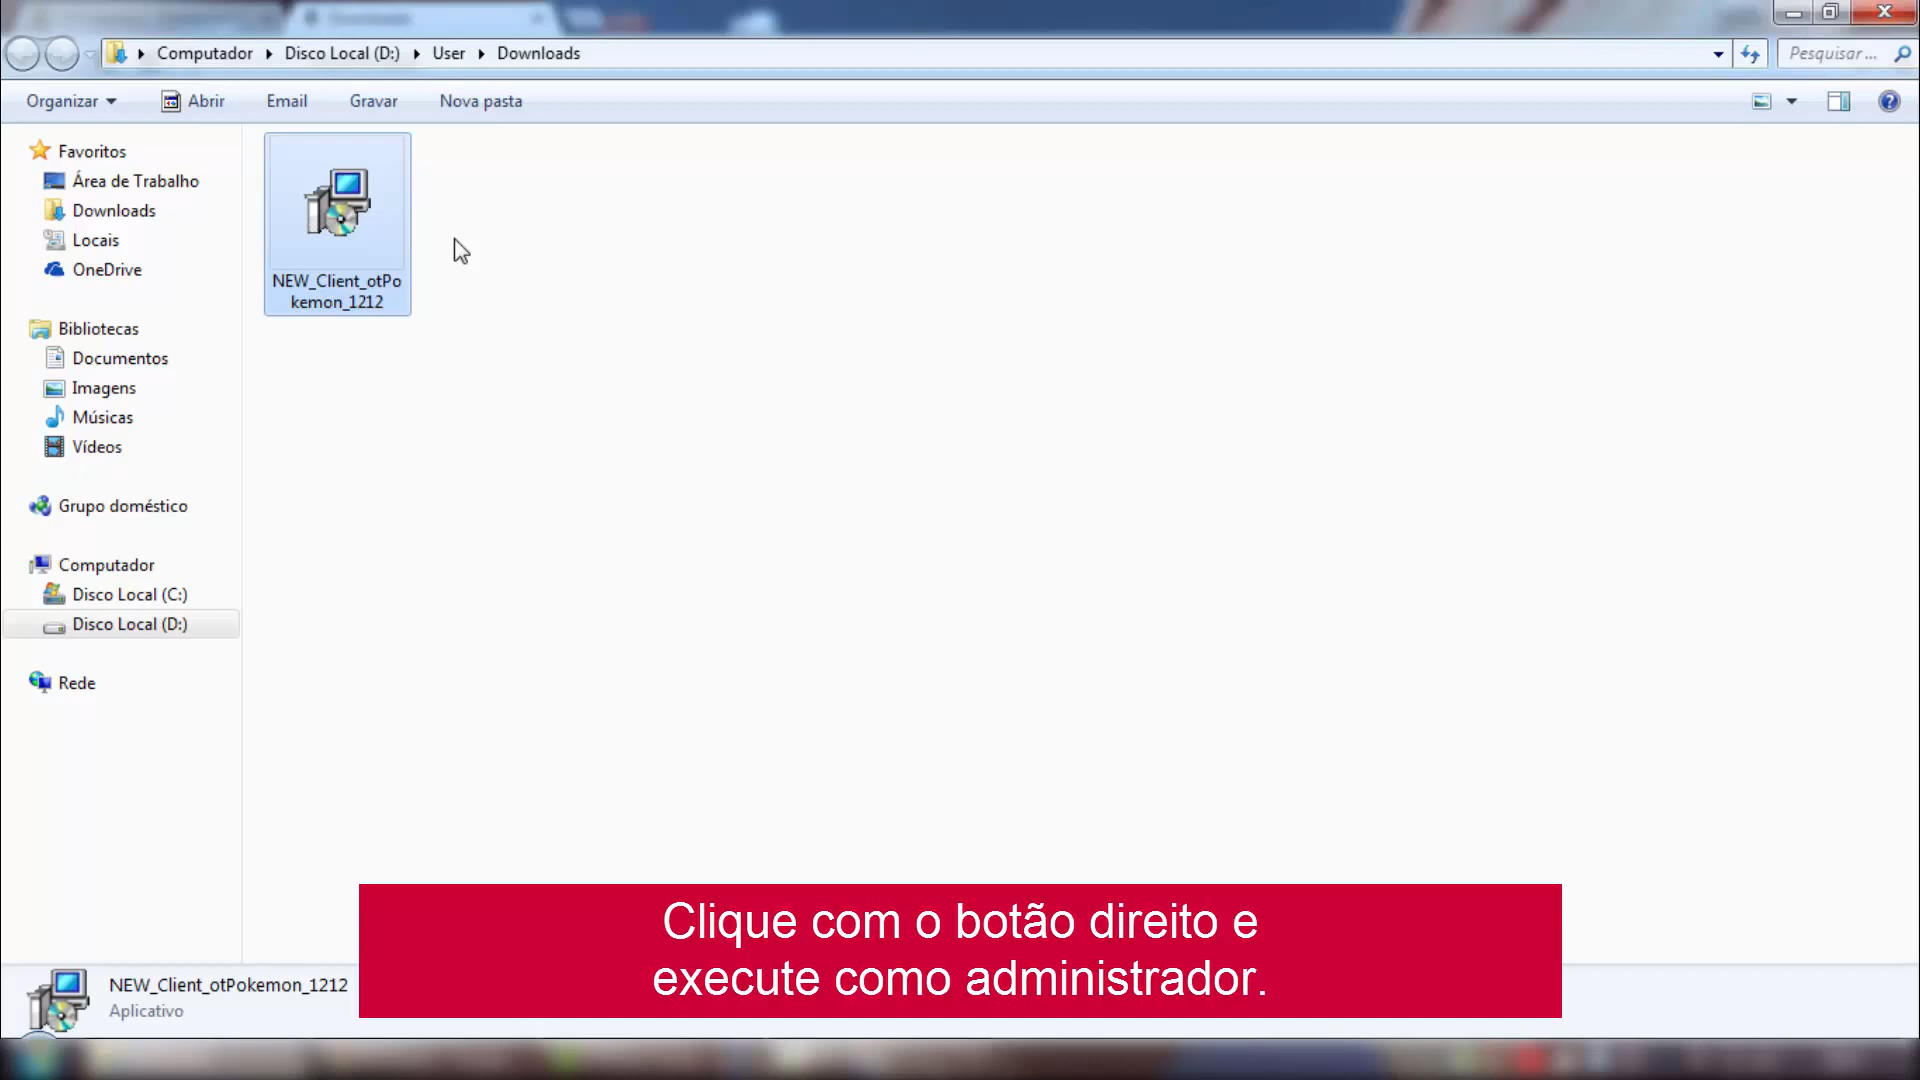 Computador
Disco Local (D:)
User
Downloads
Pesquisar ...
Organizar
Abrir
Email
Gravar
Nova pasta
Favoritos
Área de Trabalho
Downloads
Locais
OneDrive
Bibliotecas
Documentos
Imagens
Músicas
Vídeos
Grupo doméstico
Computador
Disco Local (C:)
Disco Local (D:)
Rede
NEW_Client_otPo
kemon_1212
Clique com o botão direito e
execute como administrador.
NEW_Client_otPokemon_1212
Aplicativo